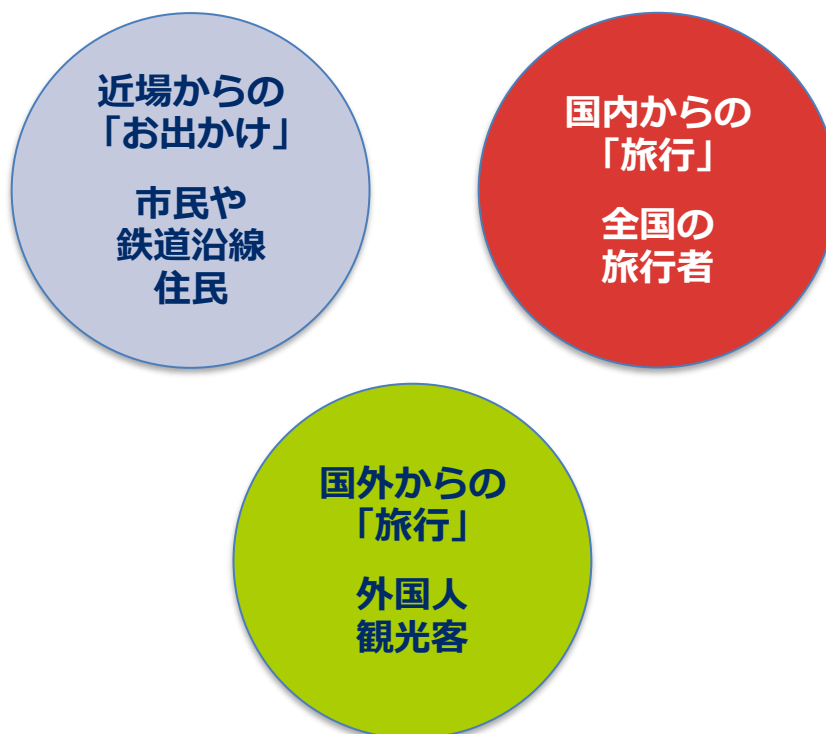 近場からの
「お出かけ」
市民や
鉄道沿線
住民
国内からの
「旅行」
全国の
旅行者
国外からの
「旅行」
外国人
観光客